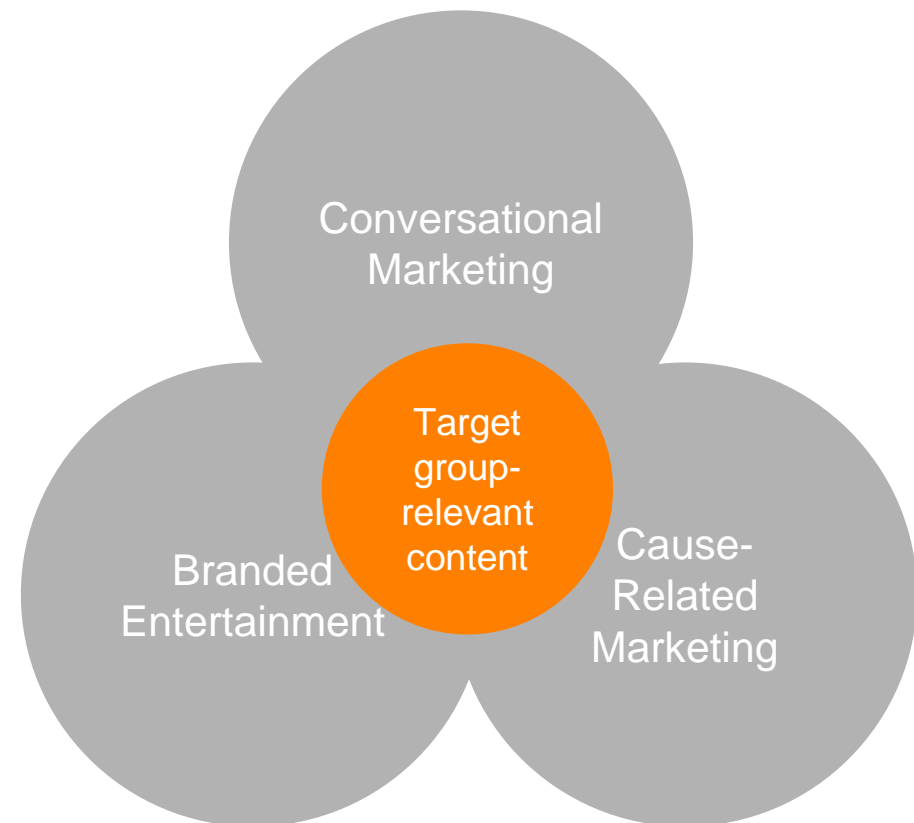 Conversational
Marketing
Target
group-
relevant
content
Branded
Entertainment
Cause-
Related
Marketing